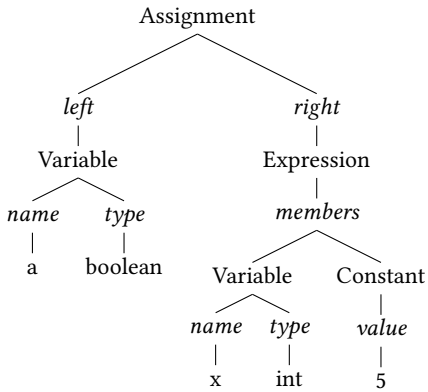 Assignment
left right
Variable Expression
name type members
a boolean
Variable Constant
name type value
x int 5